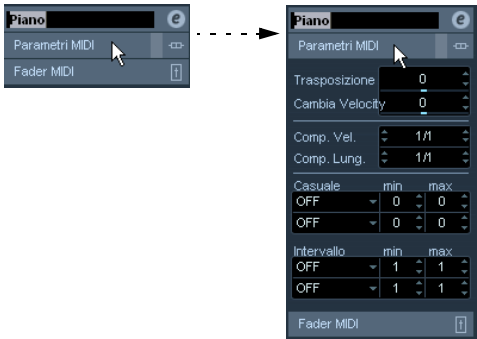 Piano e
Parametri MIDI
Fader MIDI
Piano e
Parametri MIDI
Trasposizione 0
Cambia Velocity 0
Comp. Vel. 1/1
Comp. Lung. 1/1
Casuale min max
OFF 0 0
OFF 0 0
Intervallo min max
OFF 1 1
OFF 1 1
Fader MIDI